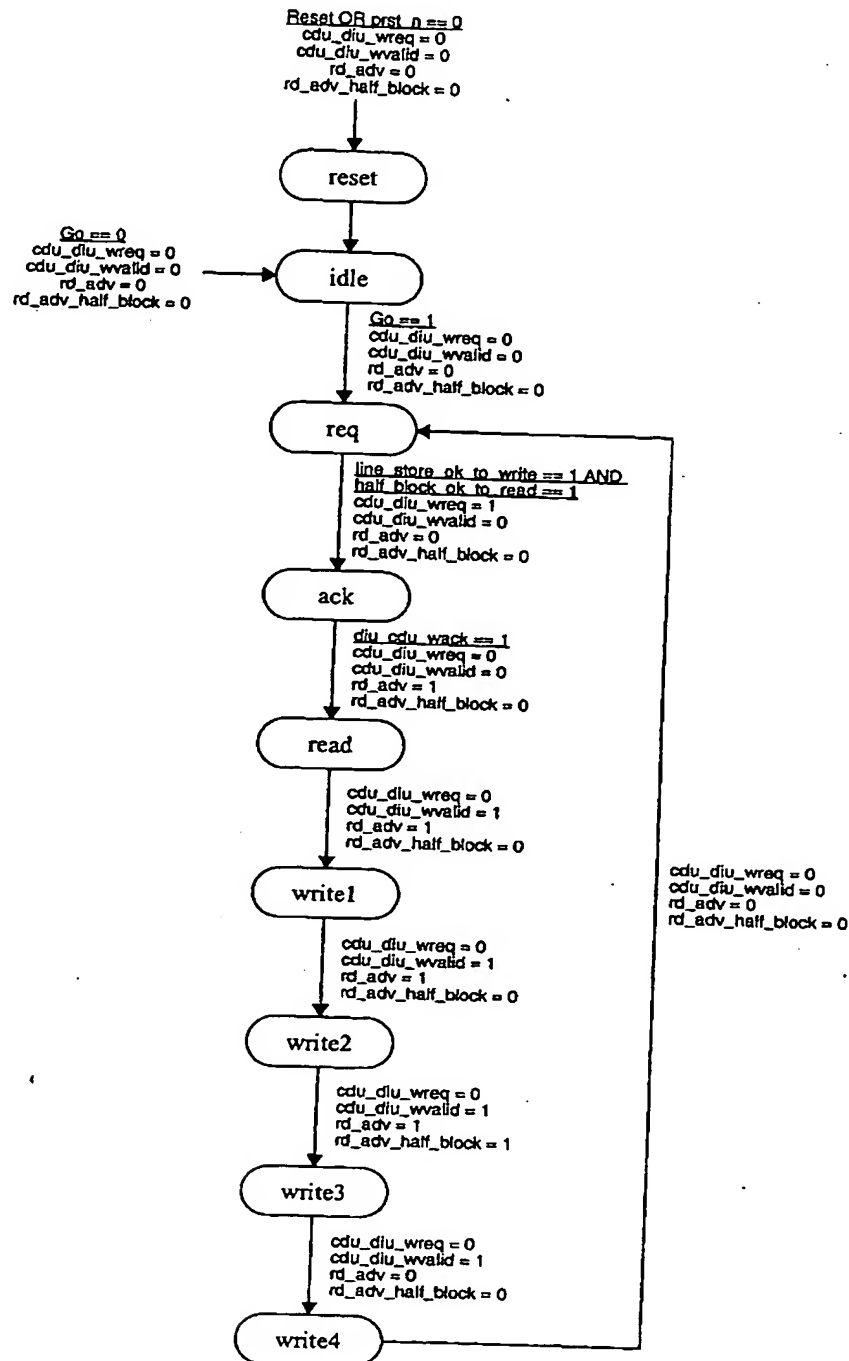 Reset OR prst_n == 0
cdu_diu_wreq = 0
cdu_diu_wvalid = 0
rd_adv = 0
rd_adv_half_block = 0
reset
Go == 0
cdu_diu_wreq = 0
cdu_diu_wvalid = 0
rd_adv = 0
rd_adv_half_block = 0
idle
Go == 1
cdu_diu_wreq = 0
cdu_diu_wvalid = 0
rd_adv = 0
rd_adv_half_block = 0
req
line_store_ok_to_write == 1 AND
half_block_ok_to_read == 1
cdu_diu_wreq = 1
cdu_diu_wvalid = 0
rd_adv = 0
rd_adv_half_block = 0
ack
diu_cdu_wack == 1
cdu_diu_wreq = 0
cdu_diu_wvalid = 0
rd_adv = 1
rd_adv_half_block = 0
read
cdu_diu_wreq = 0
cdu_diu_wvalid = 1
rd_adv = 1
rd_adv_half_block = 0
cdu_diu_wreq = 0
cdu_diu_wvalid = 0
rd_adv = 0
rd_adv_half_block = 0
write1
cdu_diu_wreq = 0
cdu_diu_wvalid = 1
rd_adv = 1
rd_adv_half_block = 0
write2
cdu_diu_wreq = 0
cdu_diu_wvalid = 1
rd_adv = 1
rd_adv_half_block = 1
write3
cdu_diu_wreq = 0
cdu_diu_wvalid = 1
rd_adv = 0
rd_adv_half_block = 0
write4